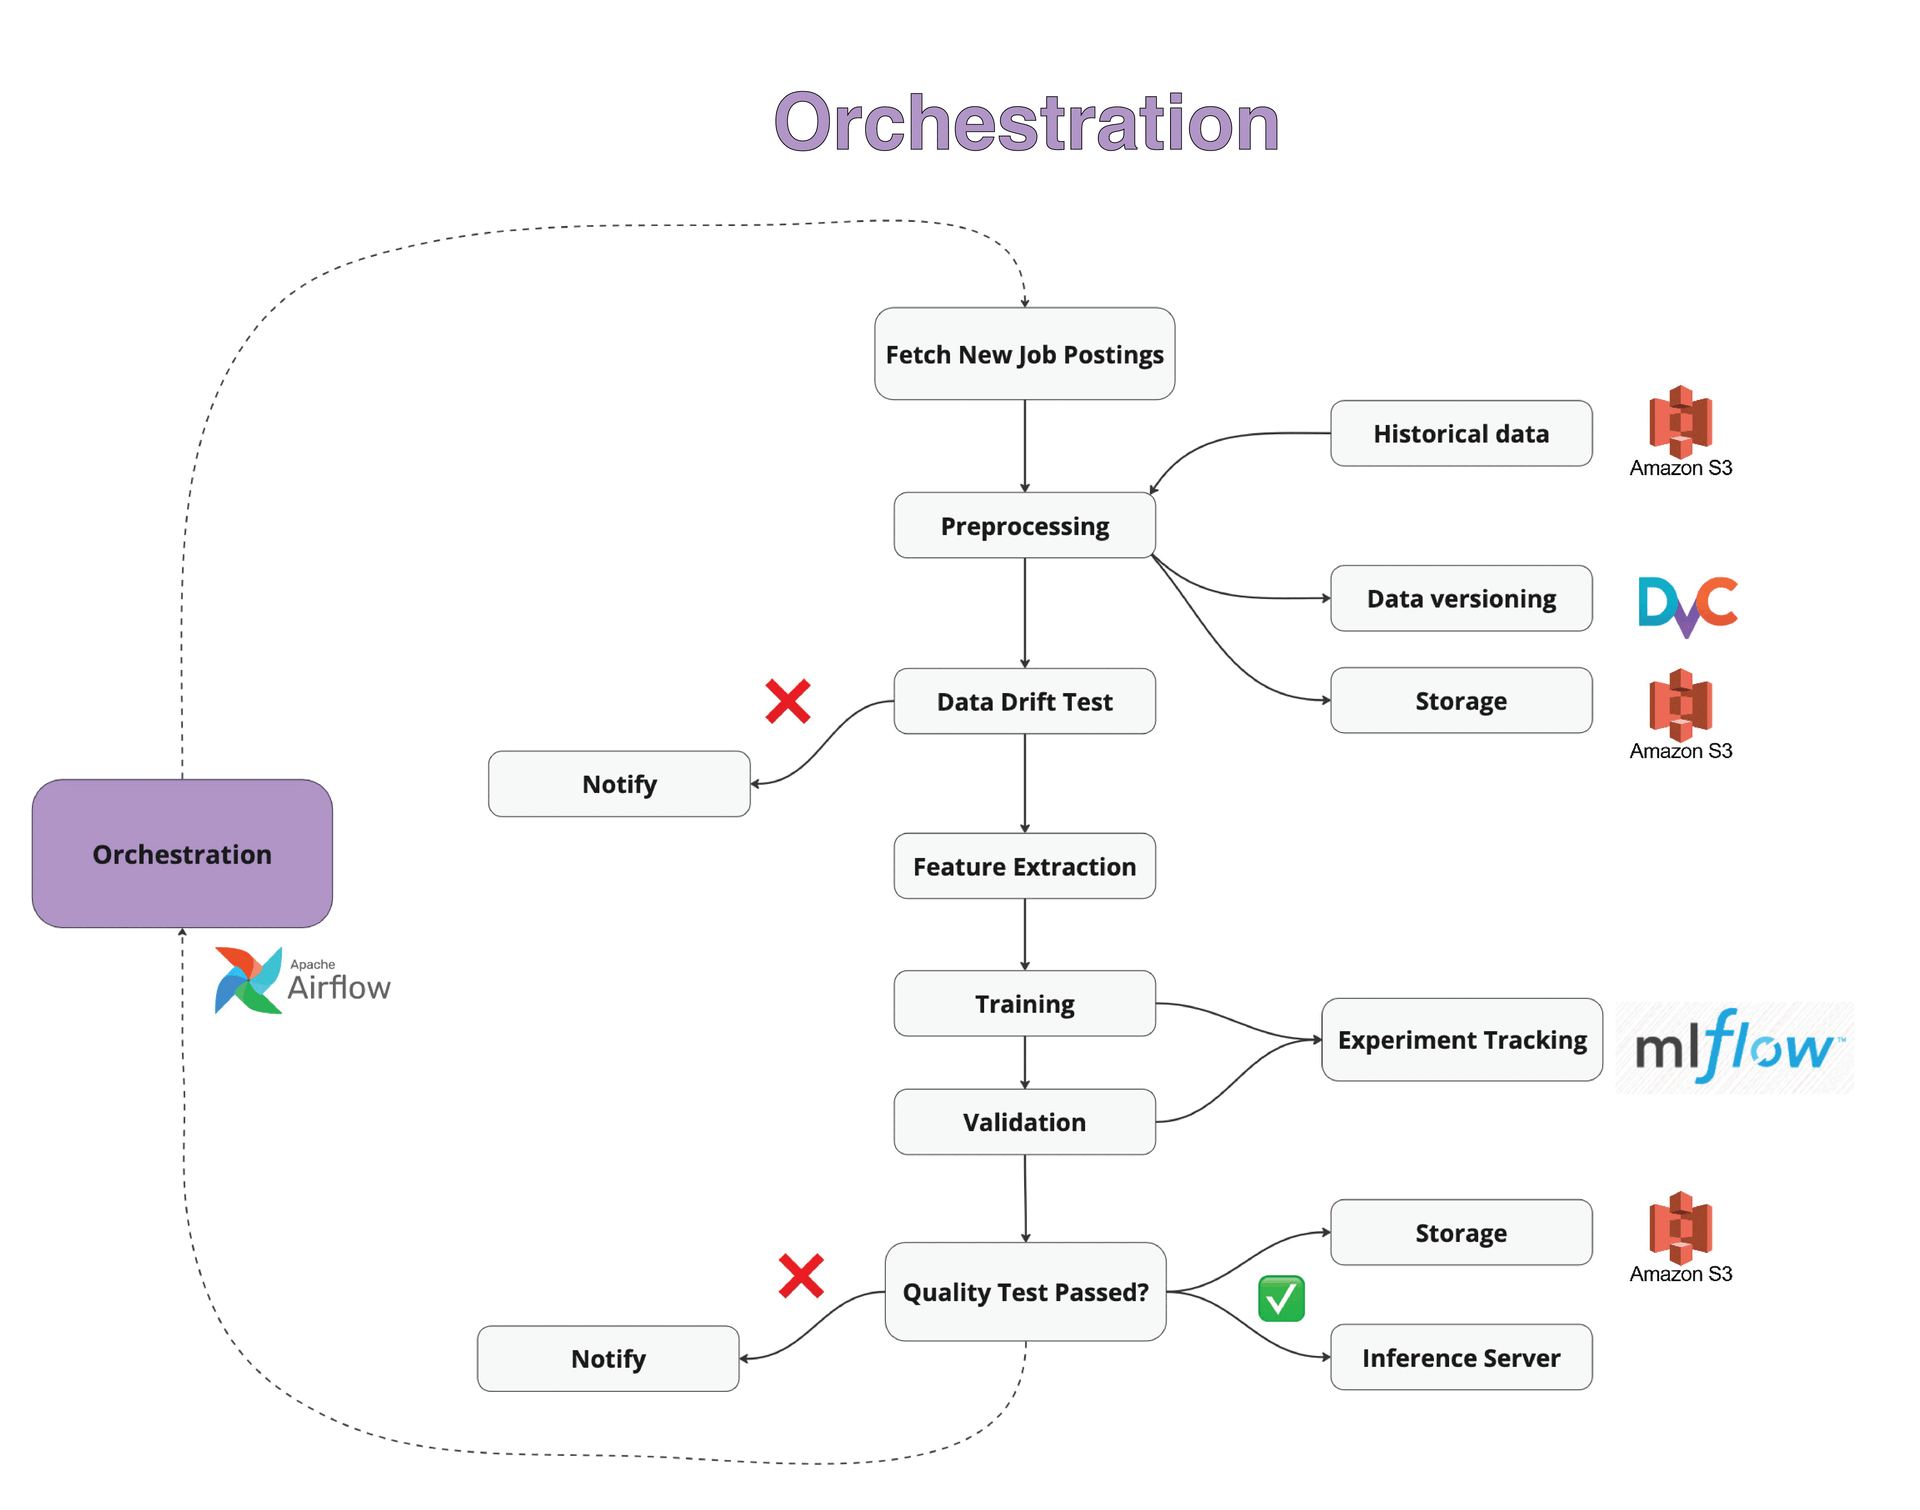 Orchestration
Fetch New Job Postings
Historical data
Amazon S3
Preprocessing
Data versioning
DVC
Data Drift Test
Storage
Amazon S3
Notify
Orchestration
Feature Extraction
Apache
Airflow
Training
Experiment Tracking
mlflow™
Validation
Storage
Amazon S3
Quality Test Passed?
Notify
Inference Server